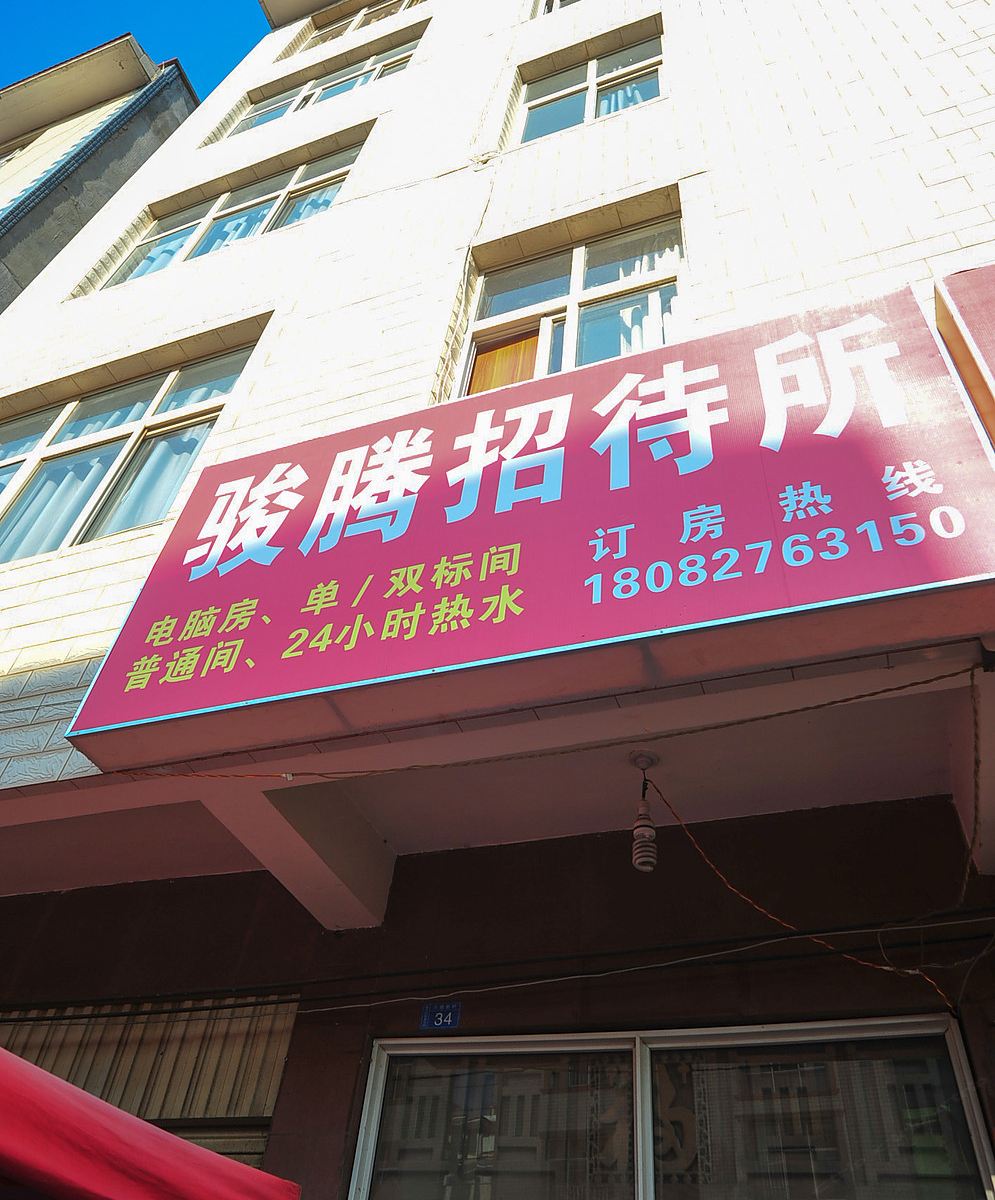 骏腾招待所
电脑房、单/双标间
普通间、24小时热水
订房热线
18082763150
34